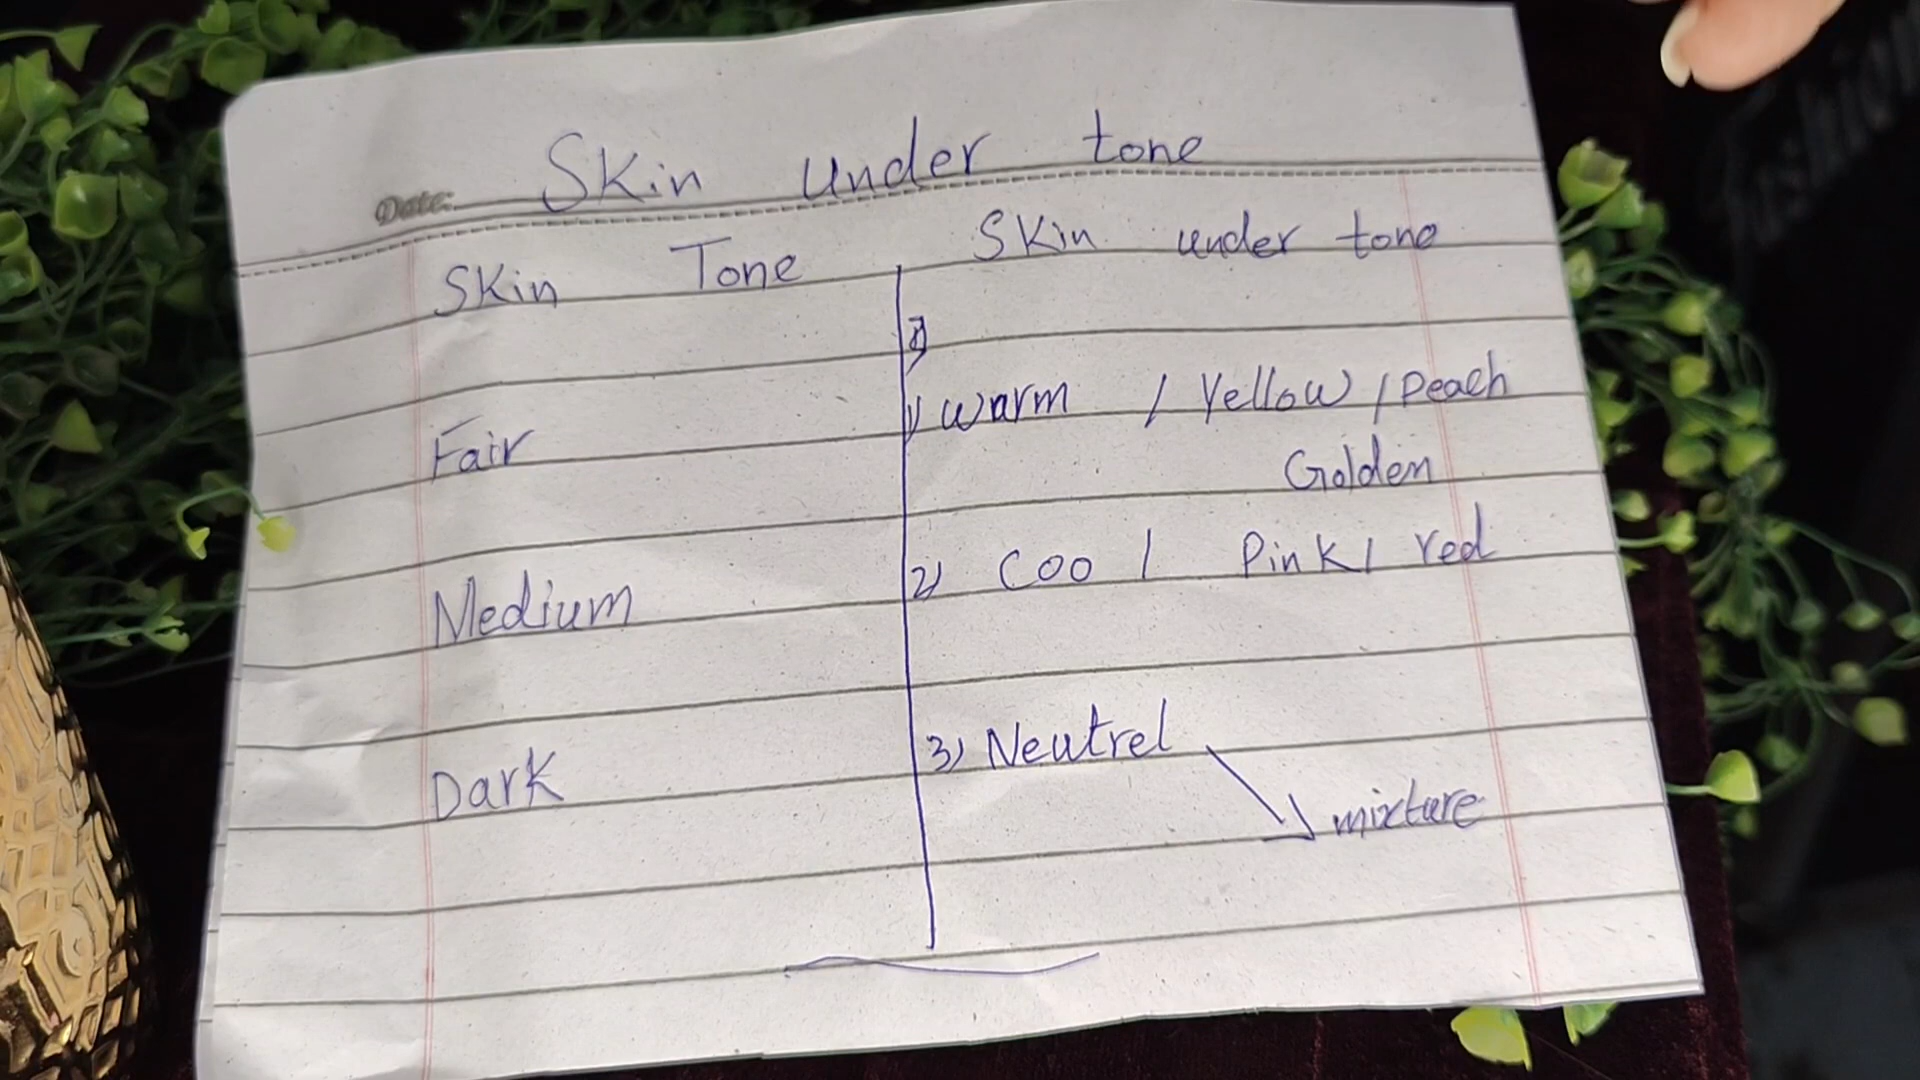 Skin under tone
Date:
Skin Tone
Skin under tone
Fair
Medium
Dark
1) warm / Yellow / Peach
Golden
2) Cool Pink / red
3) Neutrel
mixture